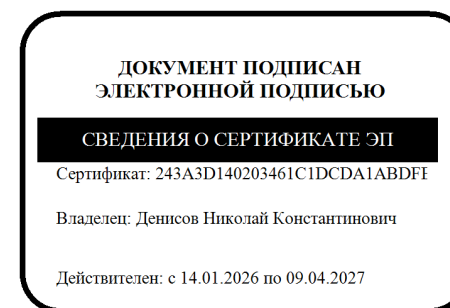 ДОКУМЕНТ ПОДПИСАН
ЭЛЕКТРОННОЙ ПОДПИСЬЮ
СВЕДЕНИЯ О СЕРТИФИКАТЕ ЭП
Сертификат: 243A3D140203461C1DCDA1ABDFE
Владелец: Денисов Николай Константинович
Действителен: с 14.01.2026 по 09.04.2027